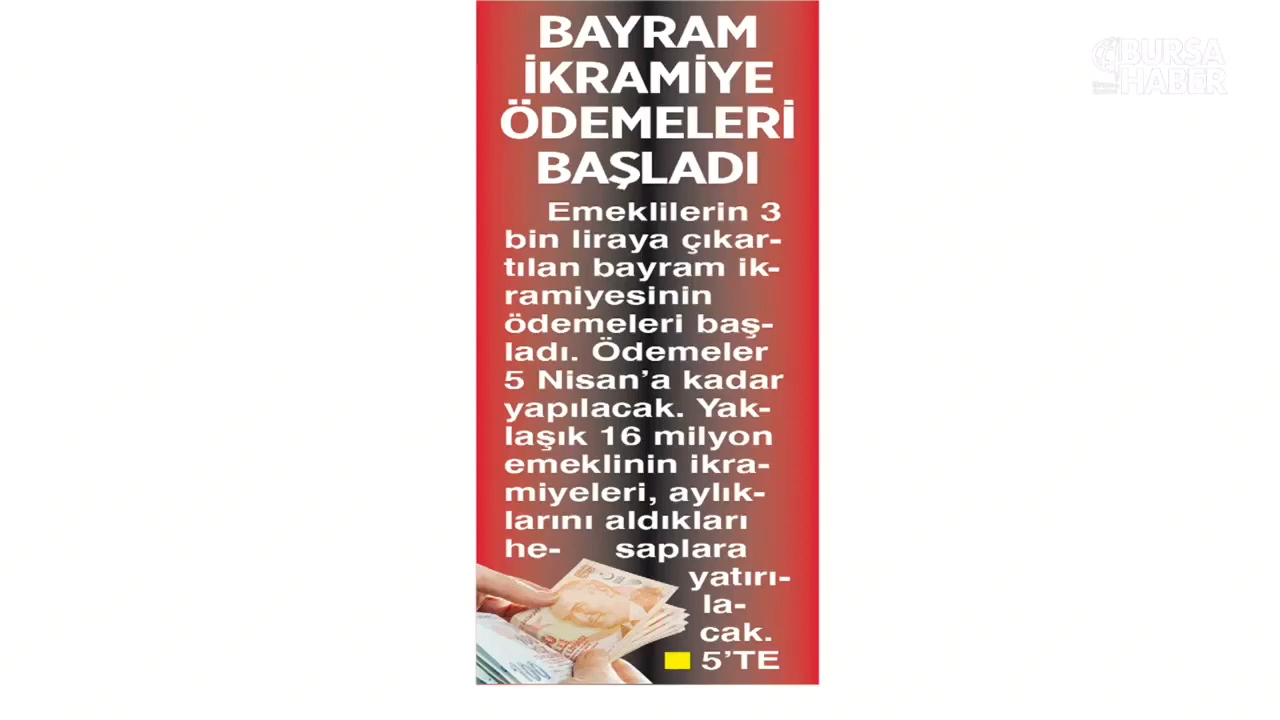 BAYRAM
İKRAMİYE
ÖDEMELERİ
BAŞLADI
Emeklilerin 3
bin liraya çıkar-
tılan bayram ik-
ramiyesinin
ödemeleri baş-
ladı. Ödemeler
5 Nisan’a kadar
yapılacak. Yak-
laşık 16 milyon
emeklinin ikra-
miyeleri, aylık-
larını aldıkları
he- saplara
yatırı-
la-
cak.
5’TE
BURSA
HABER
100